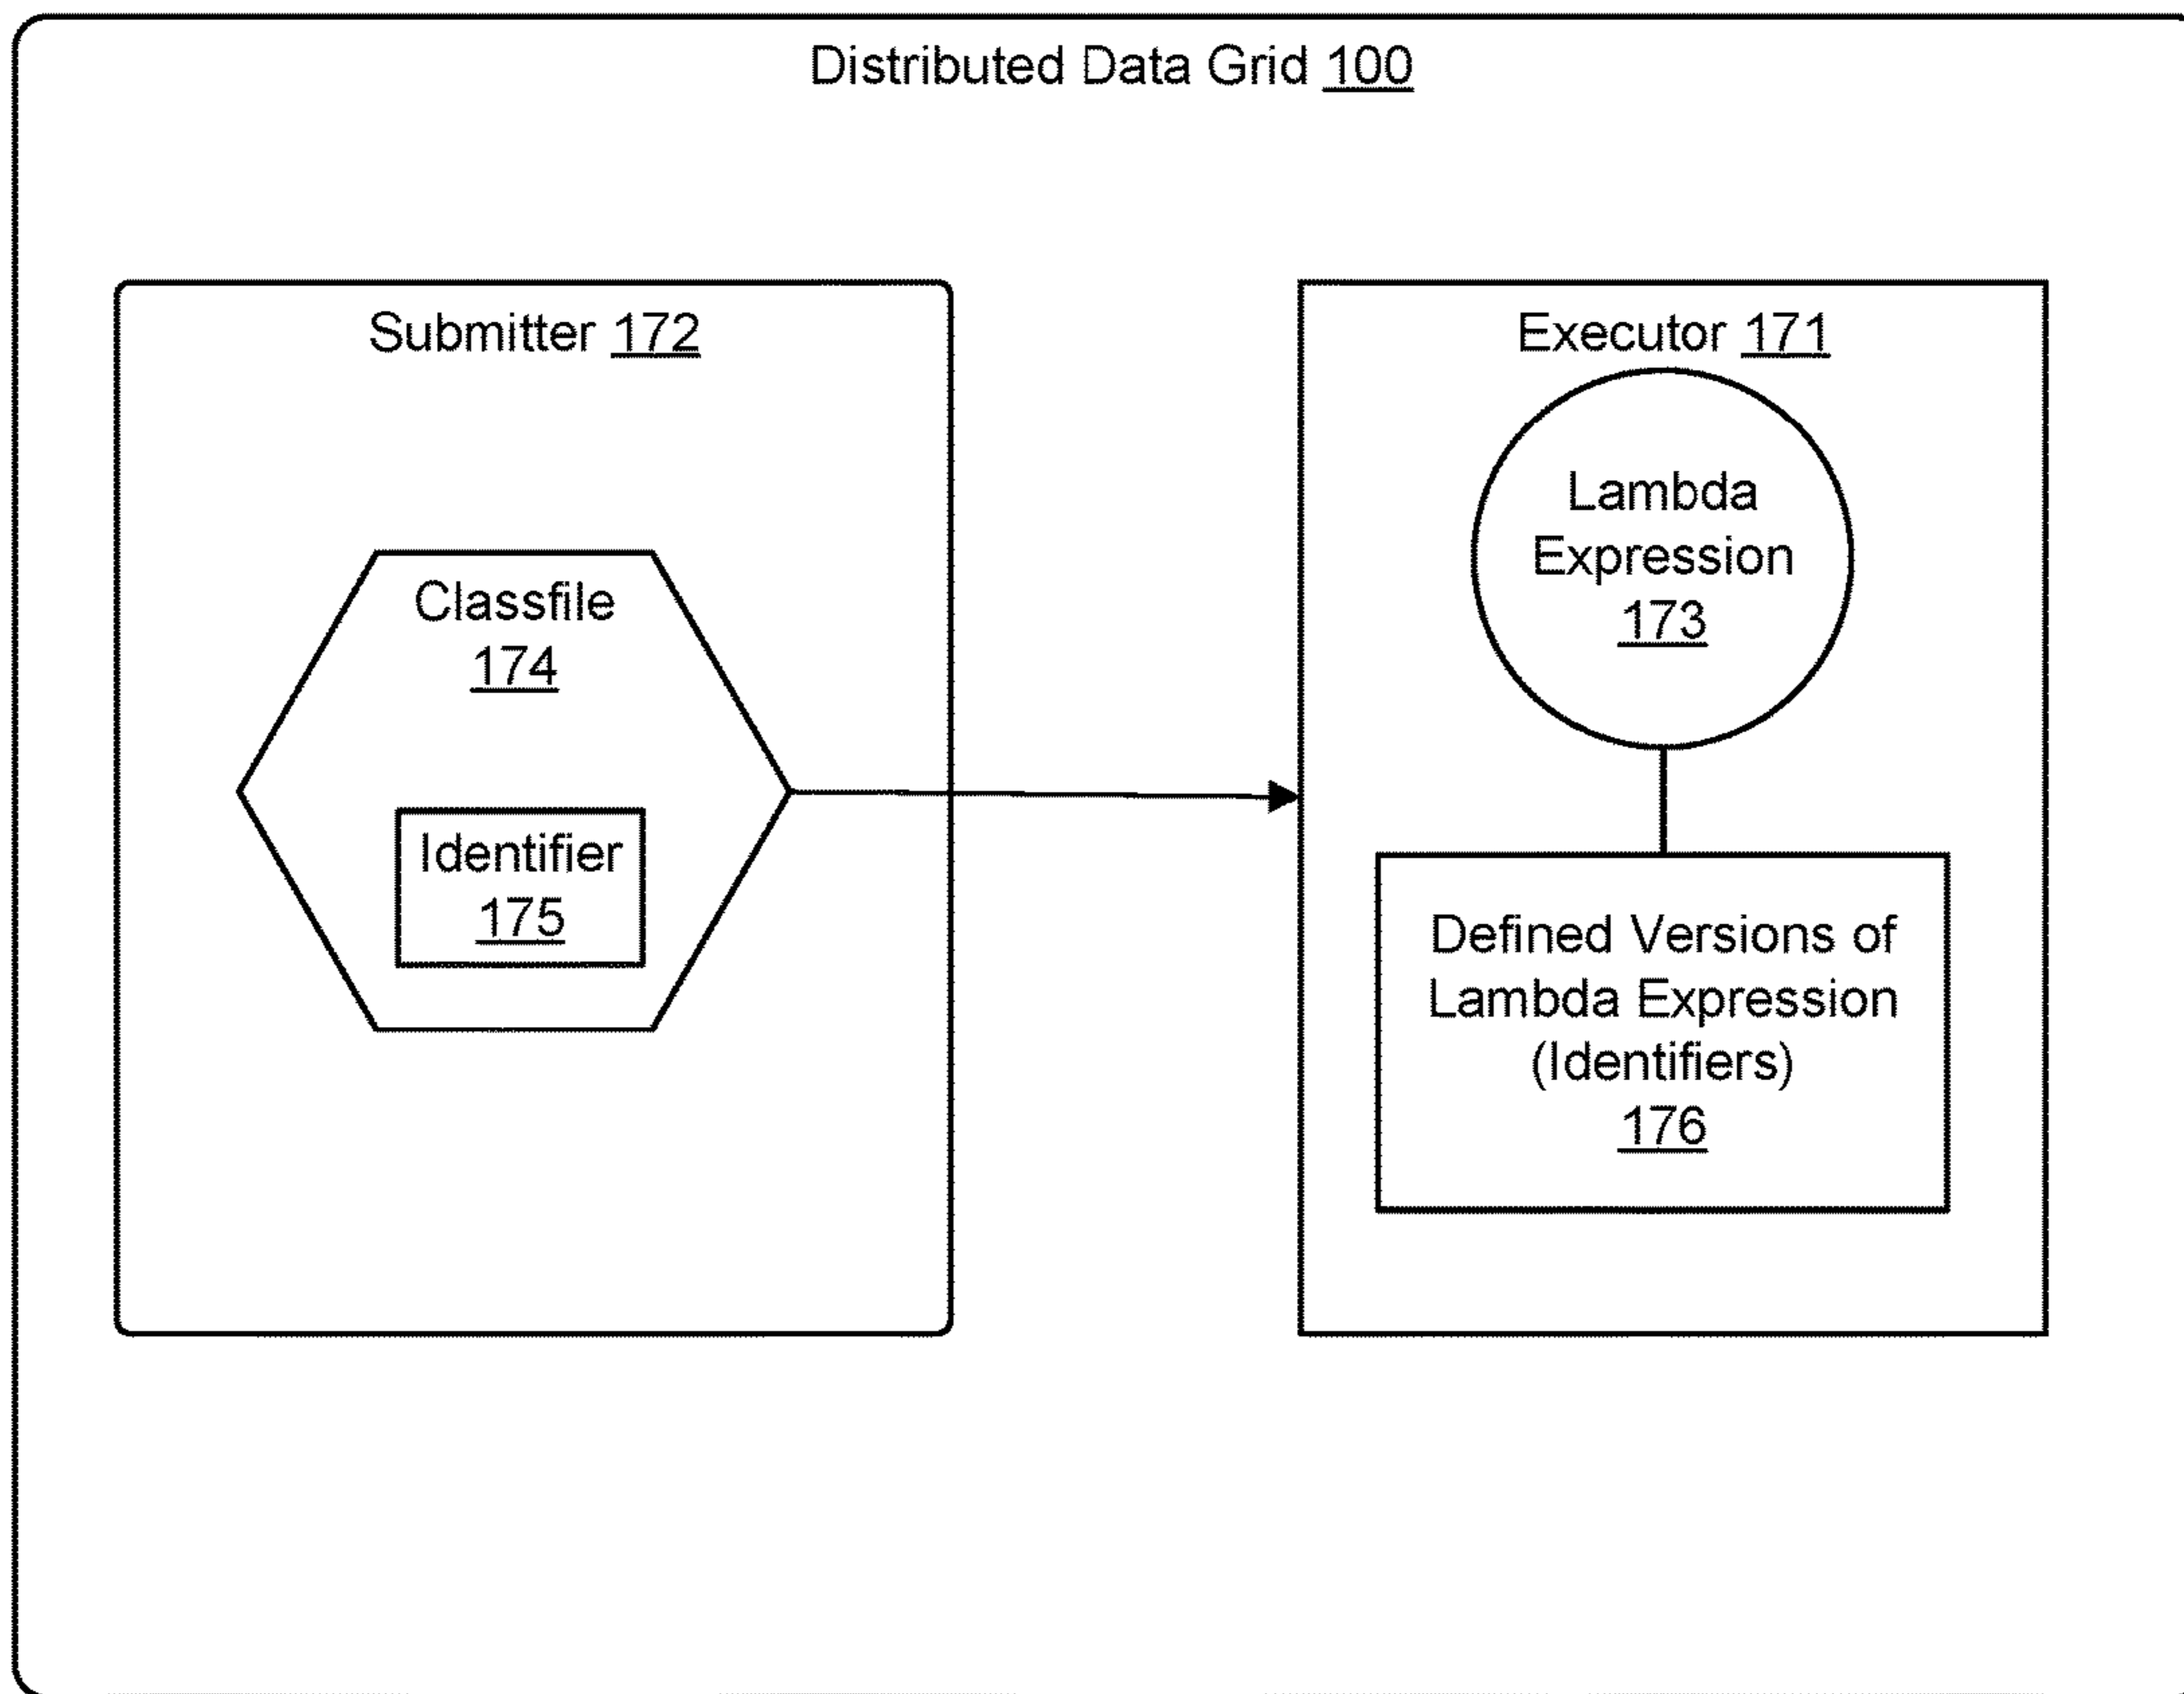 Distributed Data Grid 100
Submitter 172
Classfile
174
Identifier
175
Executor 171
Lambda
Expression
173
Defined Versions of
Lambda Expression
(Identifiers)
176